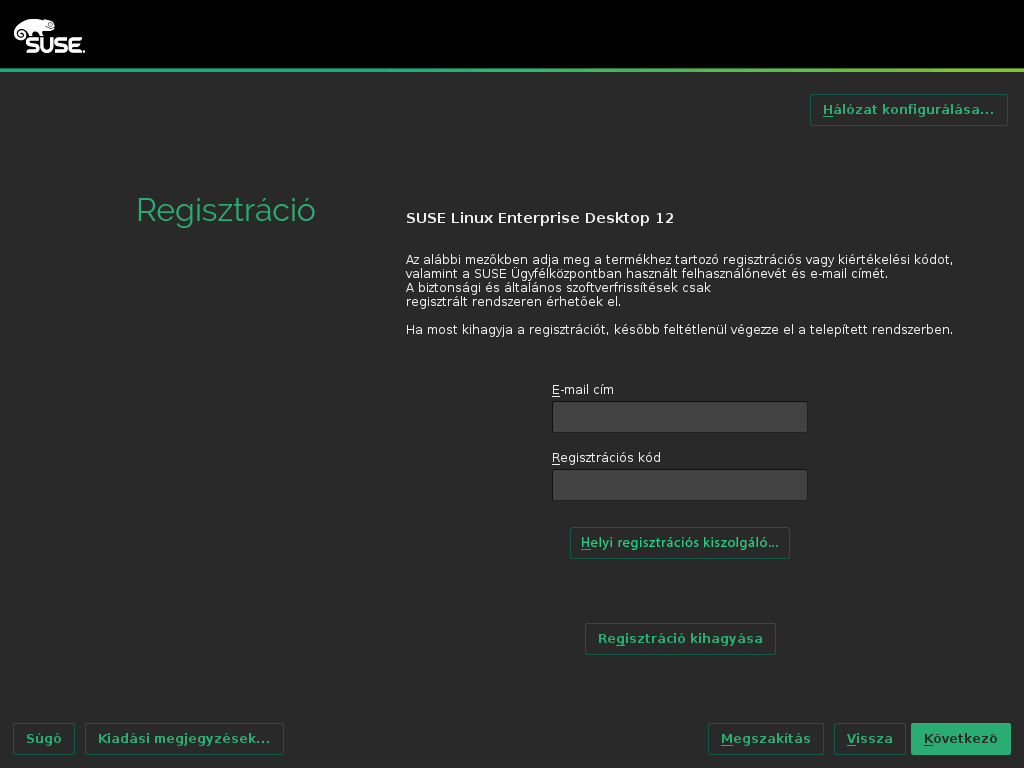 SUSE
Hálózat konfigurálása...
Regisztráció
SUSE Linux Enterprise Desktop 12
Az alábbi mezőkben adja meg a termékhez tartozó regisztrációs vagy kiértékelési kódot,
valamint a SUSE Ügyfélközpontban használt felhasználónevét és e-mail címét.
A biztonsági és általános szoftverfrissítések csak
regisztrált rendszeren érhetőek el.
Ha most kihagyja a regisztrációt, később feltétlenül végezze el a telepített rendszerben.
E-mail cím
Regisztrációs kód
Helyi regisztrációs kiszolgáló...
Regisztráció kihagyása
Súgó
Kiadási megjegyzések...
Megszakítás
Vissza
Következő